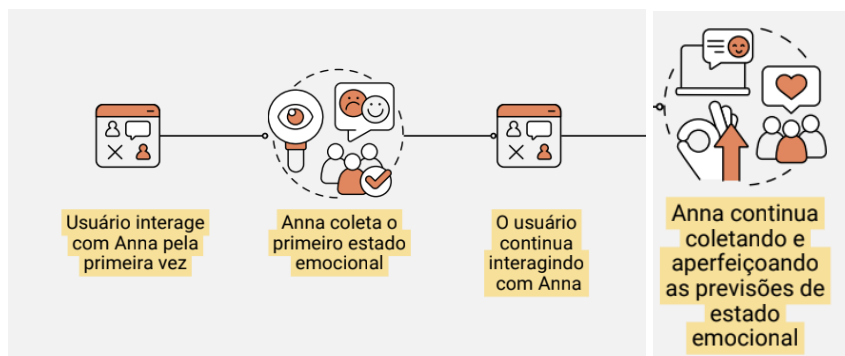 Usuário interage
com Anna pela
primeira vez
Anna coleta o
primeiro estado
emocional
O usuário
continua
interagindo
com Anna
Anna continua
coletando e
aperfeiçoando
as previsões de
estado
emocional